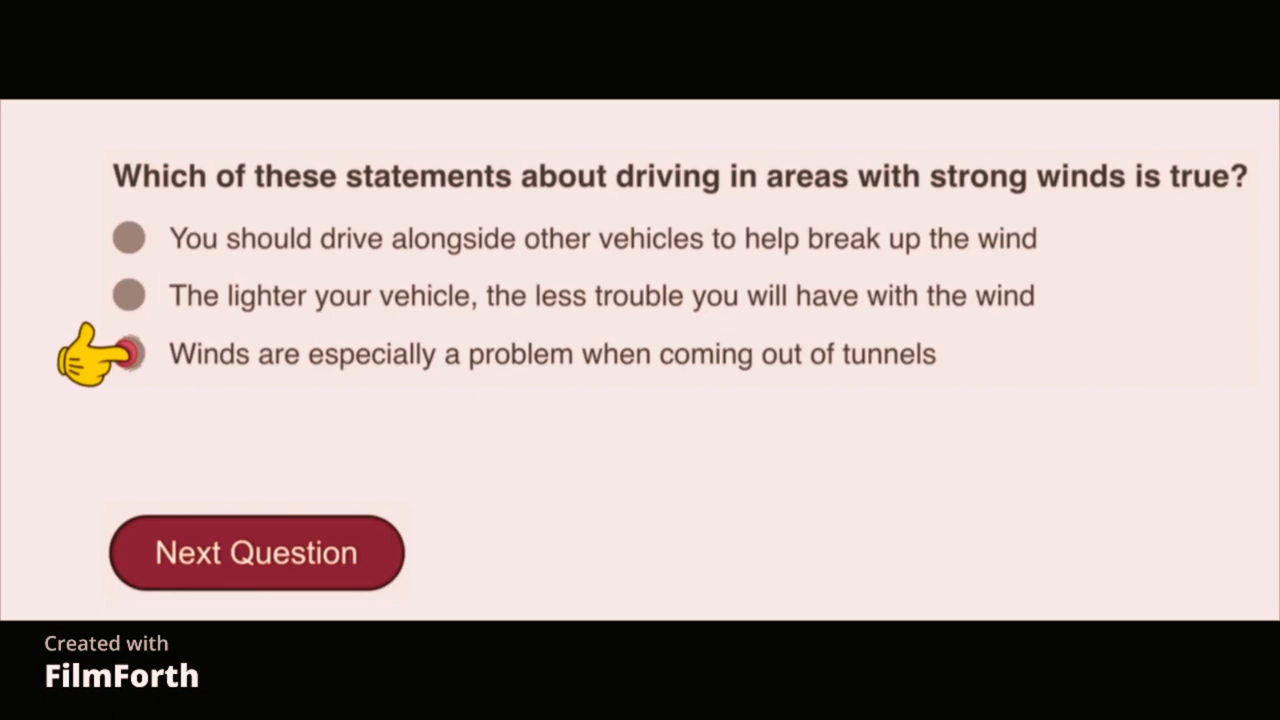 Which of these statements about driving in areas with strong winds is true?
You should drive alongside other vehicles to help break up the wind
The lighter your vehicle, the less trouble you will have with the wind
Winds are especially a problem when coming out of tunnels
Next Question
Created with
FilmForth